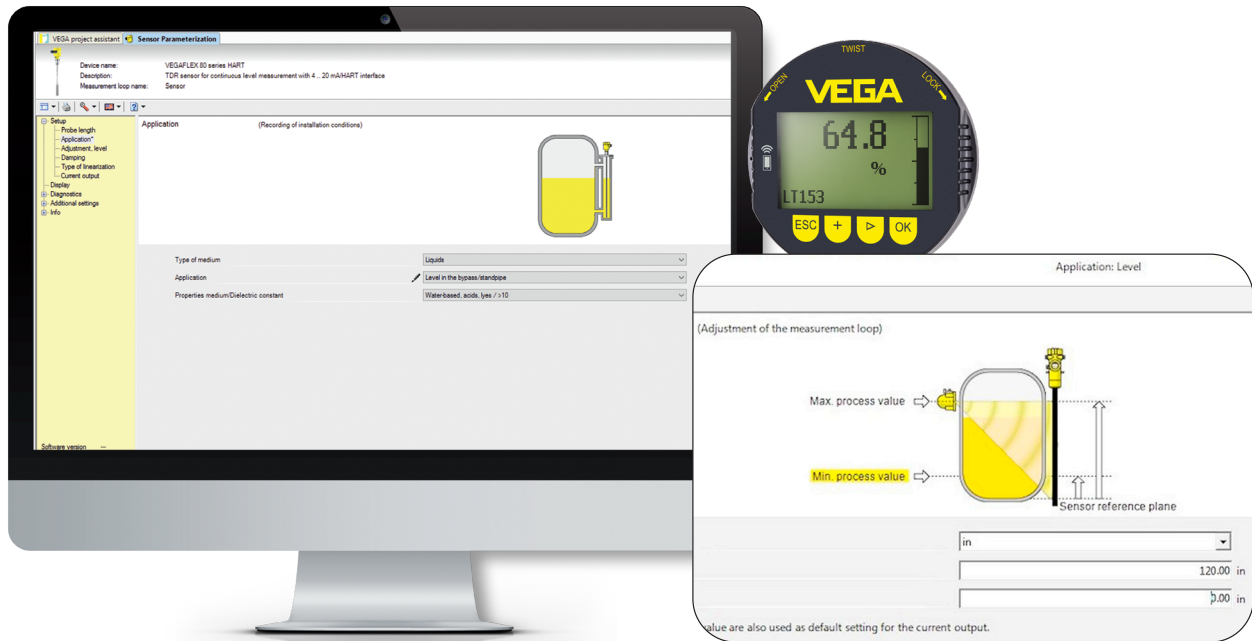 VEGA project assistant
Sensor Parameterization
Device name: VEGAFLEX 80 series HART
Description: TDR sensor for continuous level measurement with 4 .. 20 mA/HART interface
Measurement loop name: Sensor
Setup
Probe length
Application*
Adjustment, level
Damping
Type of linearization
Current output
Display
Diagnostics
Additional settings
Info
Software version --
Application (Recording of installation conditions)
Type of medium Liquids
Application Level in the bypass/standpipe
Properties medium/Dielectric constant Water-based, acids, lyes / >10
TWIST
OPEN
LOCK
VEGA
64.8
%
LT153
ESC + OK
Application: Level
(Adjustment of the measurement loop)
Max. process value
Min. process value
Sensor reference plane
in
120.00 in
0.00 in
value are also used as default setting for the current output.